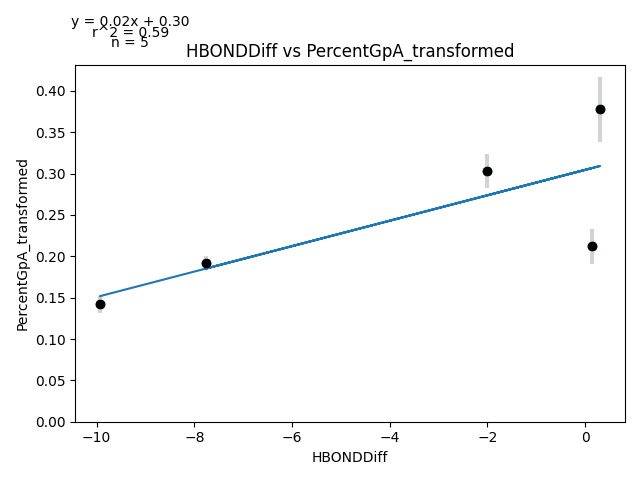 y = 0.02x + 0.30
r^2 = 0.59
n = 5
HBONDDiff vs PercentGpA_transformed
PercentGpA_transformed
0.40
0.35
0.30
0.25
0.20
0.15
0.10
0.05
0.00
−10
−8
−6
−4
−2
0
HBONDDiff